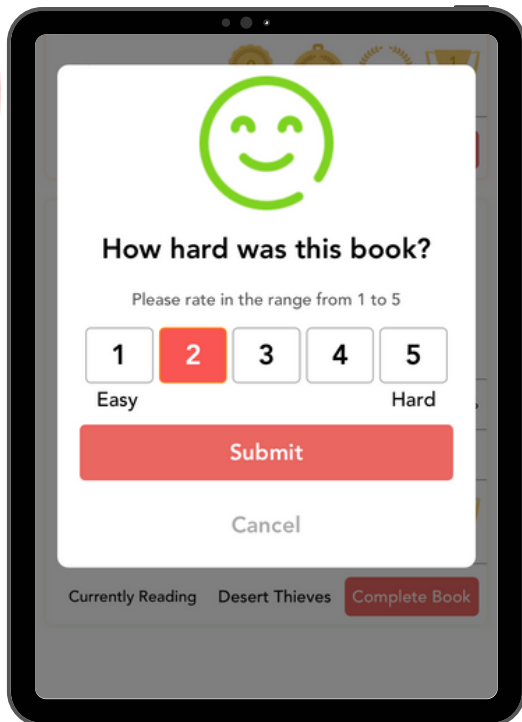 How hard was this book?
Please rate in the range from 1 to 5
1 2 3 4 5
Easy Hard
Submit
Cancel
Currently Reading Desert Thieves Complete Book